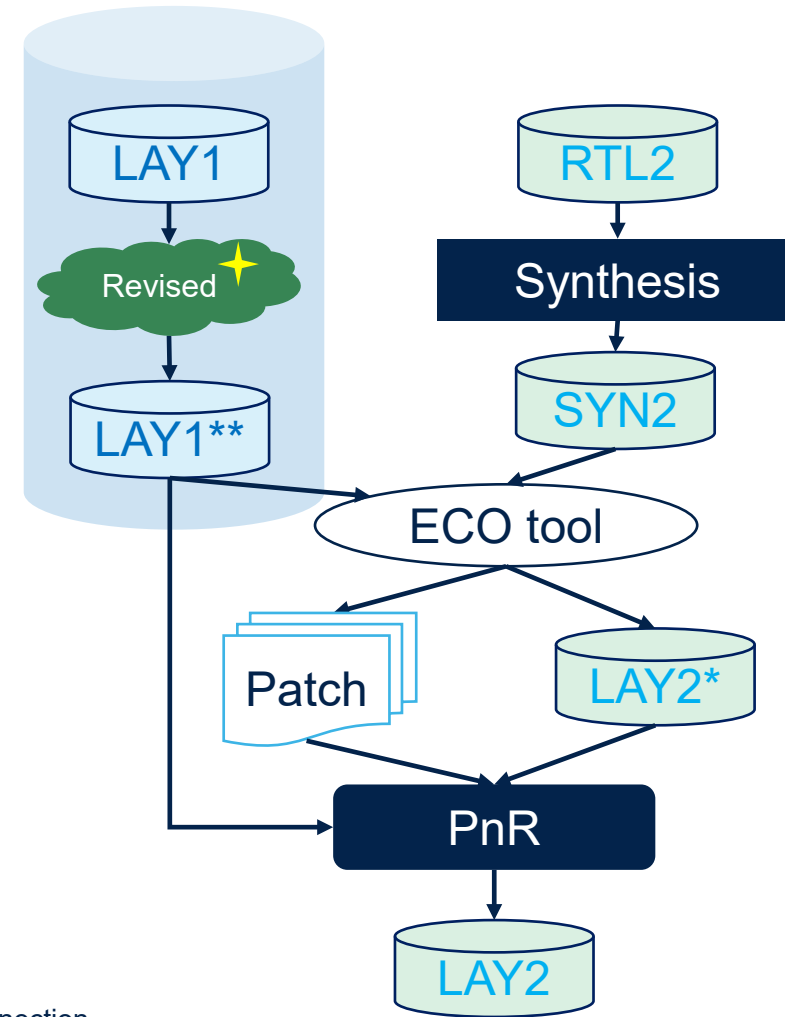 LAY1
RTL2
Revised
Synthesis
LAY1**
SYN2
ECO tool
Patch
LAY2*
PnR
LAY2